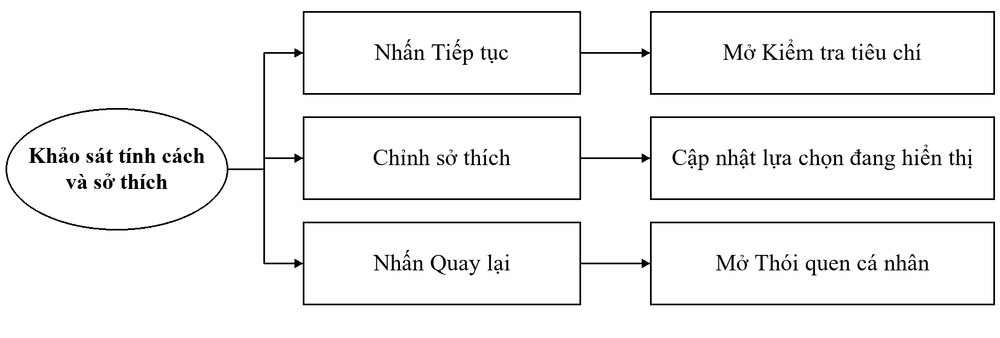 Khảo sát tính cách
và sở thích
Nhấn Tiếp tục
Mở Kiểm tra tiêu chí
Chỉnh sở thích
Cập nhật lựa chọn đang hiển thị
Nhấn Quay lại
Mở Thói quen cá nhân